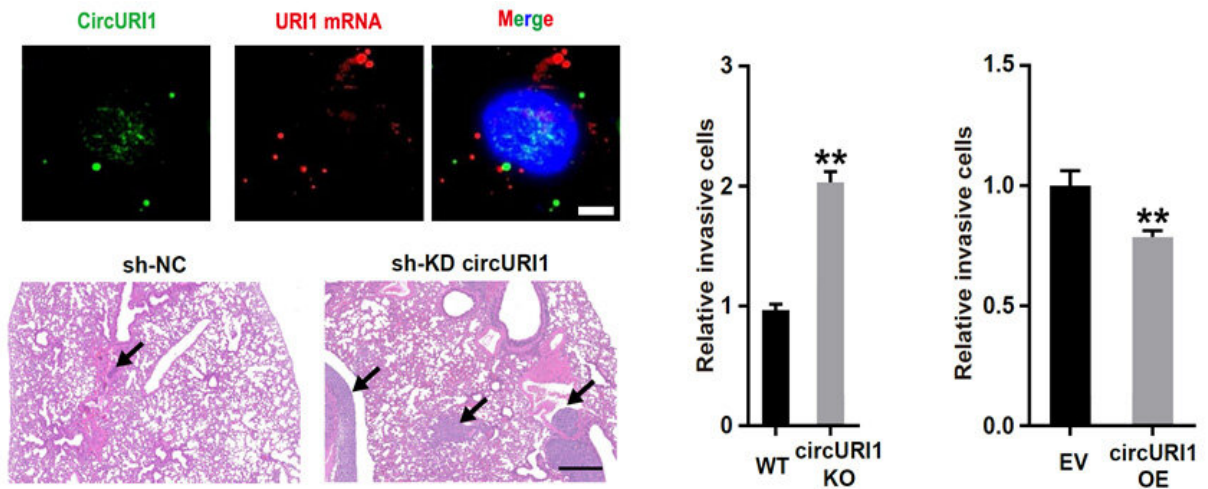 CircURI1
URI1 mRNA
Merge
sh-NC
sh-KD circURI1
Relative invasive cells
3
2
1
0
**
WT
circURI1
KO
Relative invasive cells
1.5
1.0
0.5
0.0
**
EV
circURI1
OE